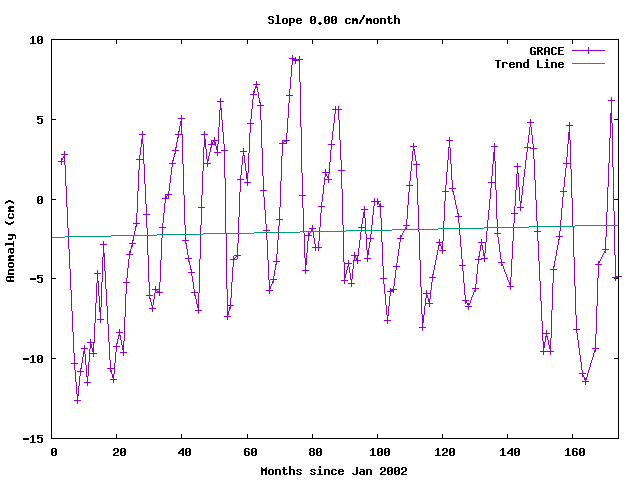 Slope 0.00 cm/month
GRACE
Trend Line
10
5
0
-5
-10
-15
Anomaly (cm)
0 20 40 60 80 100 120 140 160
Months since Jan 2002